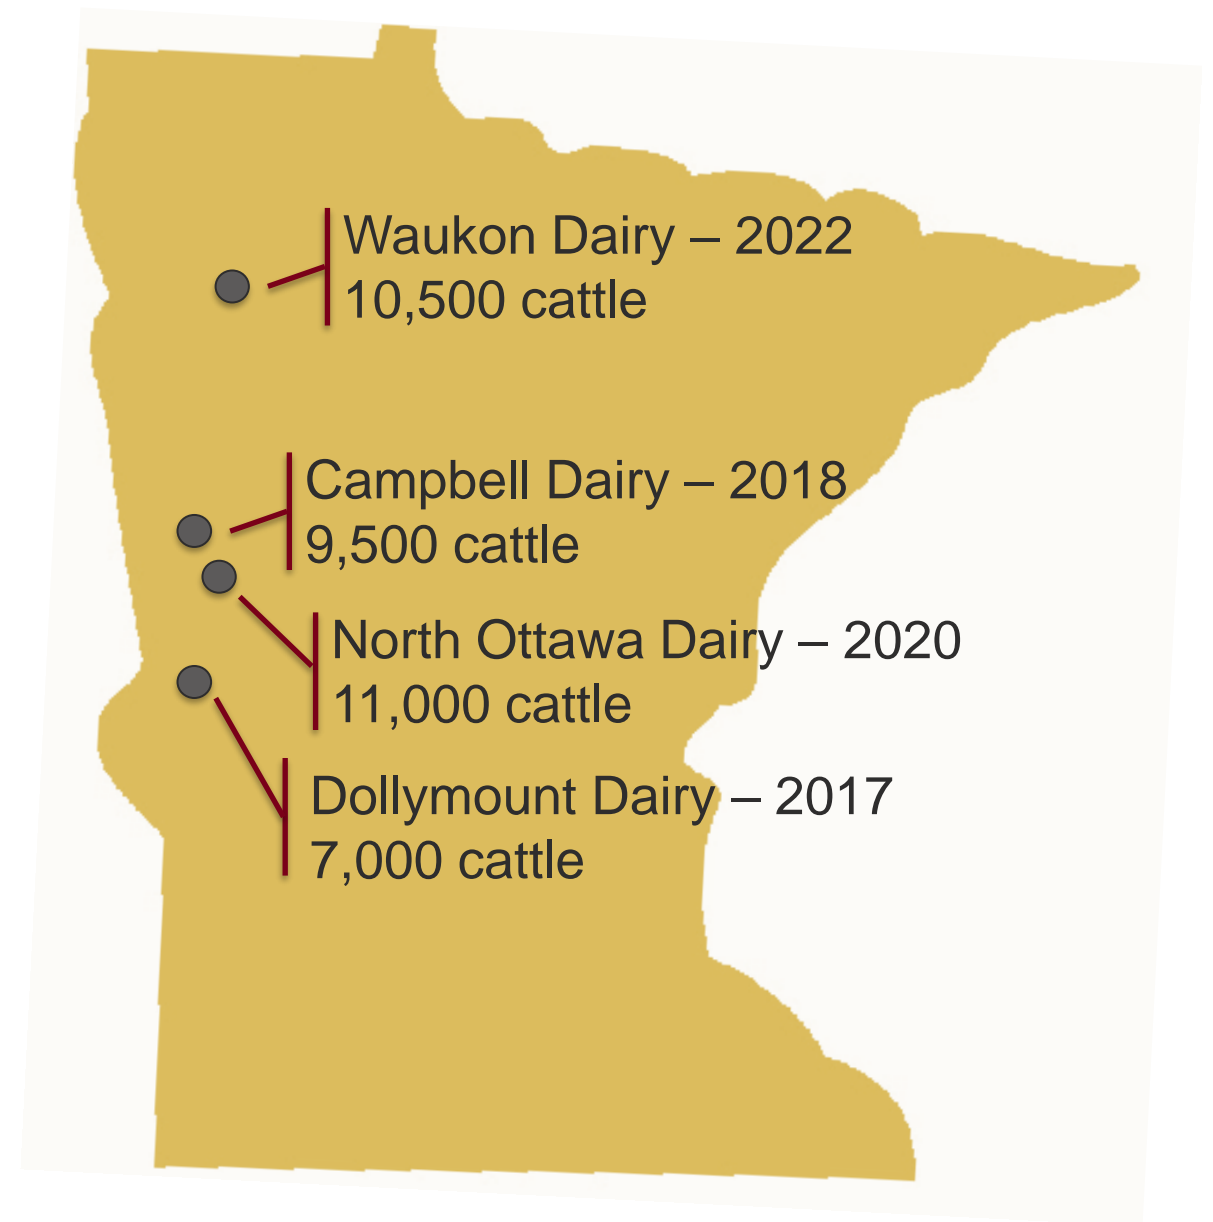 Waukon Dairy – 2022
10,500 cattle
Campbell Dairy – 2018
9,500 cattle
North Ottawa Dairy – 2020
11,000 cattle
Dollymount Dairy – 2017
7,000 cattle